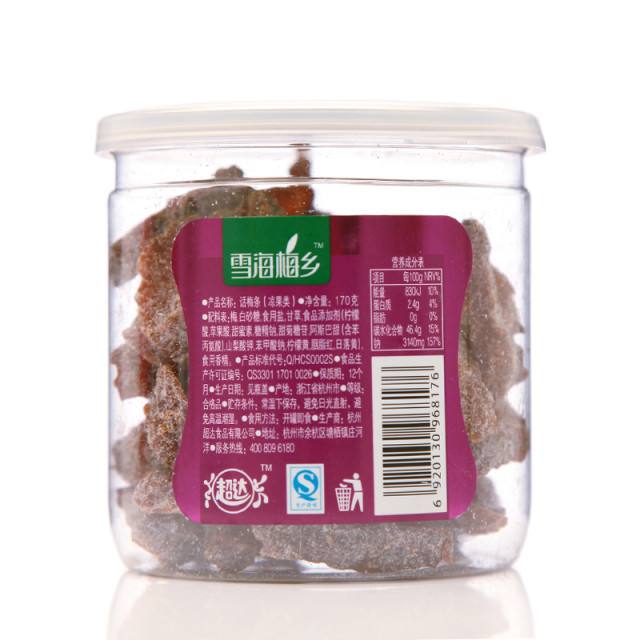 雪海梅乡 TM
●产品名称：话梅条（凉果类）●净含量：170克
●配料表：梅,白砂糖,食用盐,甘草,食品添加剂(柠檬
酸,苹果酸,甜蜜素,糖精钠,甜菊糖苷,阿斯巴甜(含苯
丙氨酸),山梨酸钾,苯甲酸钠,柠檬黄,胭脂红,日落黄),
食用香精。●产品标准代号:Q/HCS0002S ●食品生
产许可证编号：QS3301 1701 0026 ●保质期：12个
月●生产日期：见瓶盖●产地：浙江省杭州市●等级：
合格品●贮存条件：常温下保存，避免日光直射，避
免高温潮湿。●食用方法：开罐即食●生产商：杭州
超达食品有限公司●地址：杭州市余杭区塘栖镇庄河
洋●服务热线：400 809 6180
超达 TM
QS
生产许可
营养成分表
项目 每100g NRV%
能量 830KJ 10%
蛋白质 2.4g 4%
脂肪 0g 0%
碳水化合物 46.4g 15%
钠 3140mg 157%
6 920130 968176